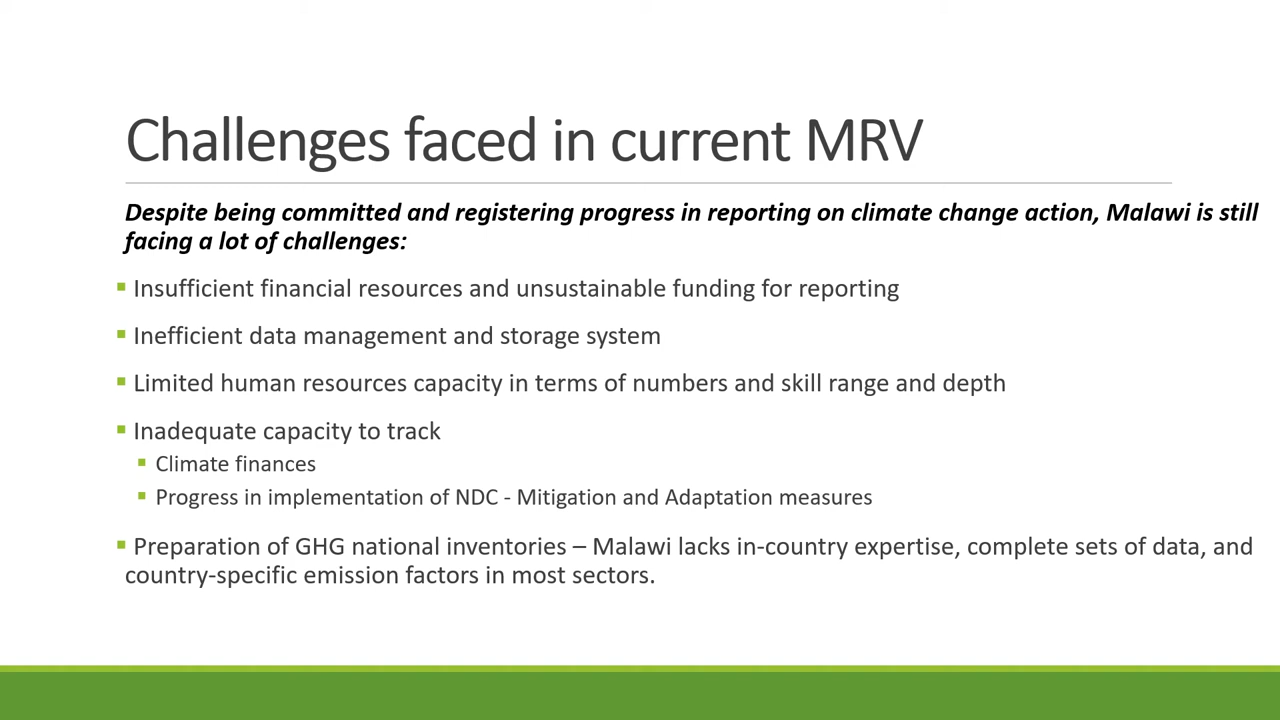 Challenges faced in current MRV
Despite being committed and registering progress in reporting on climate change action, Malawi is still
facing a lot of challenges:
Insufficient financial resources and unsustainable funding for reporting
Inefficient data management and storage system
Limited human resources capacity in terms of numbers and skill range and depth
Inadequate capacity to track
Climate finances
Progress in implementation of NDC - Mitigation and Adaptation measures
Preparation of GHG national inventories – Malawi lacks in-country expertise, complete sets of data, and
country-specific emission factors in most sectors.